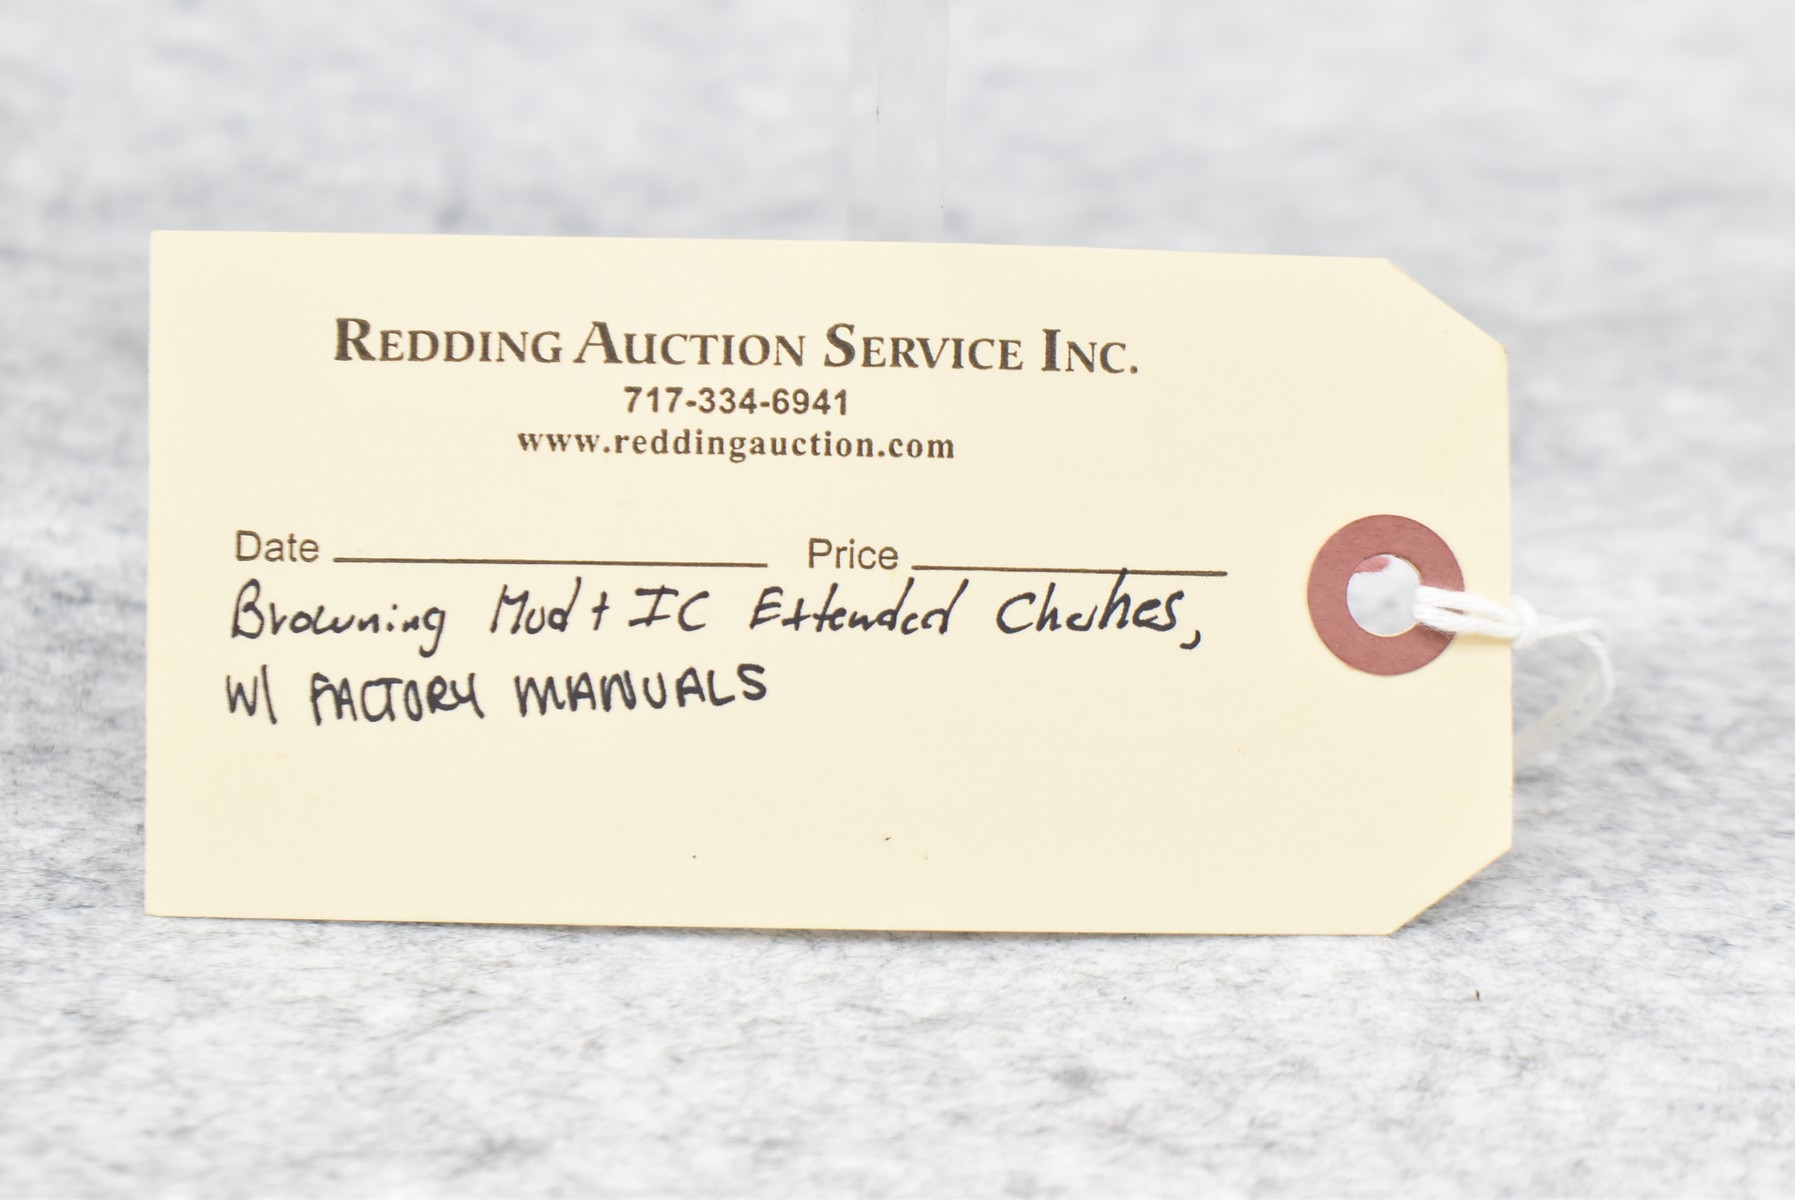 REDDING AUCTION SERVICE INC.
717-334-6941
www.reddingauction.com
Date Price
Browning Mod + IC Extended Chokes,
W/ FACTORY MANUALS